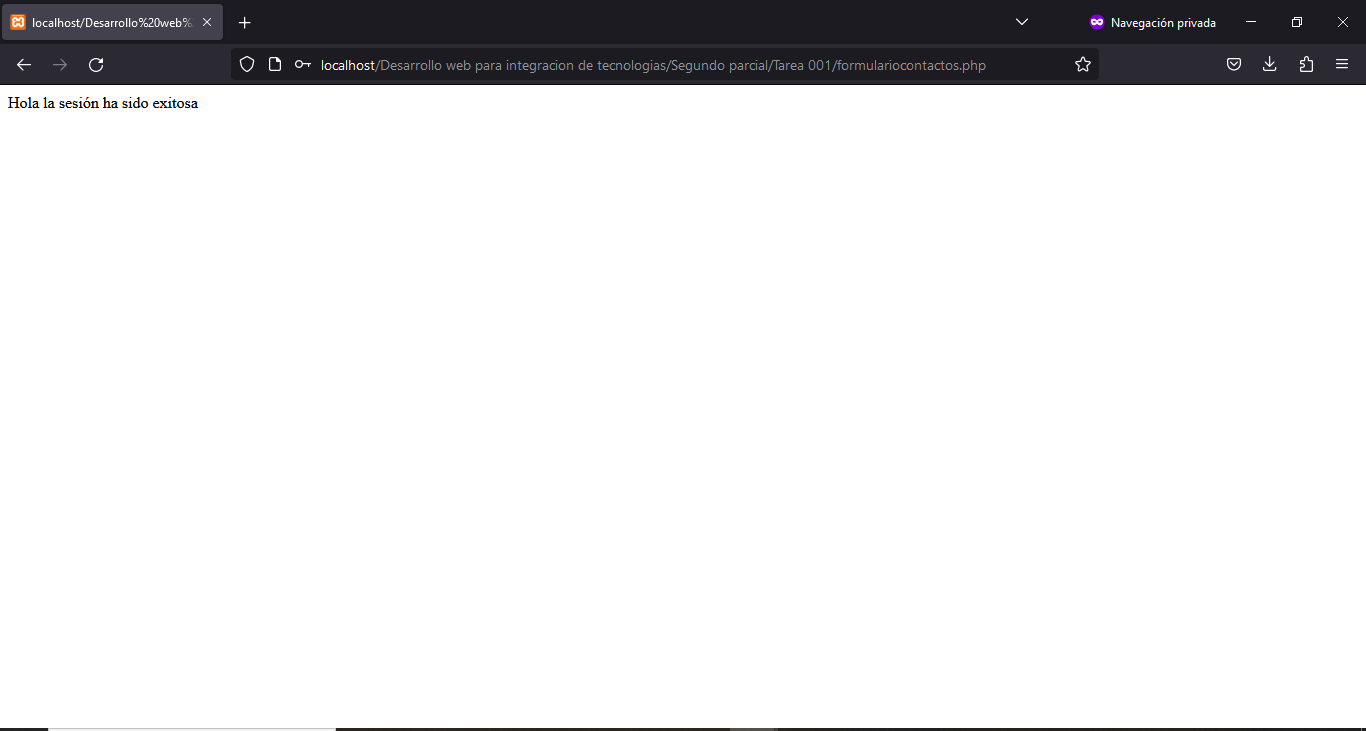 localhost/Desarrollo%20web%
Navegación privada
localhost/Desarrollo web para integracion de tecnologias/Segundo parcial/Tarea 001/formulariocontactos.php
Hola la sesión ha sido exitosa